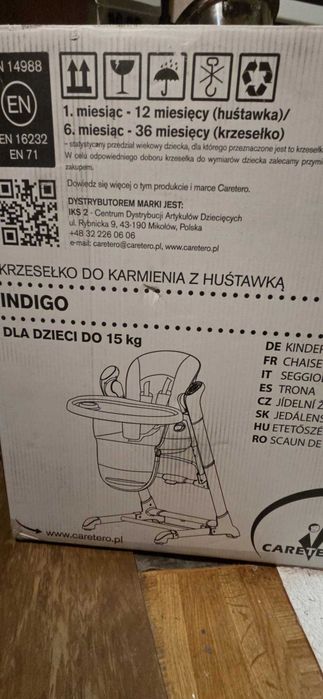 N 14988
EN
EN 16232
EN 71
1. miesiąc - 12 miesięcy (huśtawka)/
6. miesiąc - 36 miesięcy (krzesełko)
- statystyczny przedział wiekowy dziecka, dla którego przeznaczone jest to krzesełk
W celu odpowiedniego doboru krzesełka do wymiarów dziecka zalecamy przymi
zakupem.
Dowiedz się więcej o tym produkcie i marce Caretero.
DYSTRYBUTOREM MARKI JEST:
IKS 2 - Centrum Dystrybucji Artykułów Dziecięcych
ul. Rybnicka 9, 43-190 Mikołów, Polska
+48 32 226 06 06
e-mail: caretero@caretero.pl, www.caretero.pl
KRZESEŁKO DO KARMIENIA Z HUŚTAWKĄ
INDIGO
DLA DZIECI DO 15 kg
DE KINDER
FR CHAISE
IT SEGGIO
ES TRONA
CZ JÍDELNÍ Ž
SK JEDÁLENS
HU ETETŐSZÉ
RO SCAUN DE
www.caretero.pl
CARETE